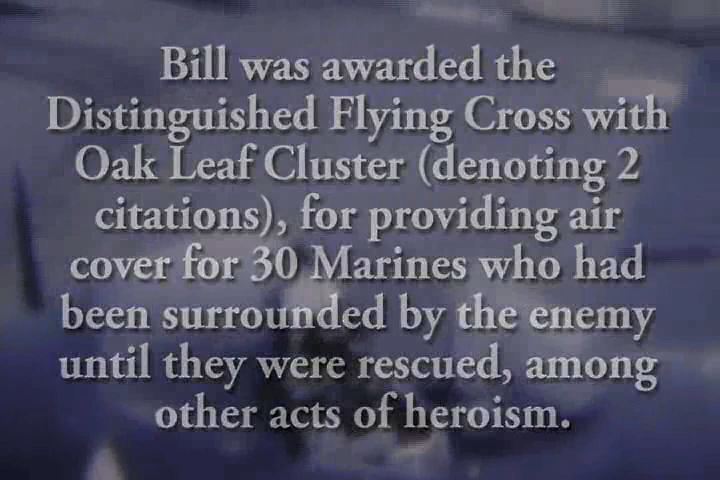 Bill was awarded the
Distinguished Flying Cross with
Oak Leaf Cluster (denoting 2
citations), for providing air
cover for 30 Marines who had
been surrounded by the enemy
until they were rescued, among
other acts of heroism.